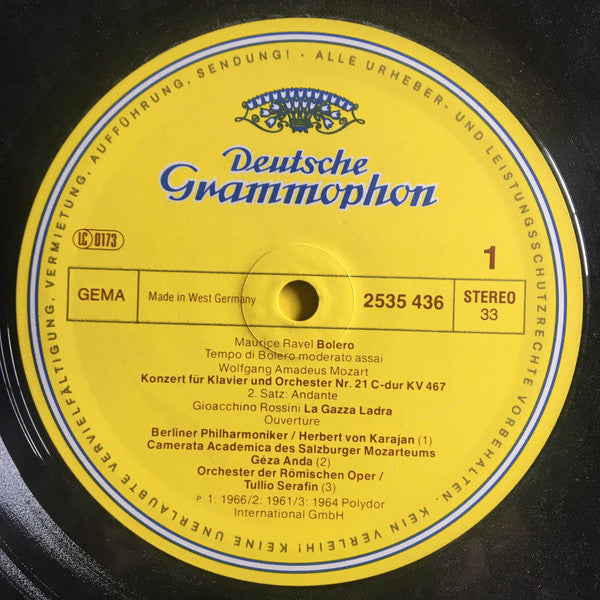 ALLE URHEBER- UND LEISTUNGSSCHUTZRECHTE VORBEHALTEN. KEIN VERLEIH! KEINE UNERLAUBTE VERVIELFÄLTIGUNG, VERMIETUNG, AUFFÜHRUNG, SENDUNG! ·
Deutsche
Grammophon
LC 0173
1
GEMA
Made in West Germany
2535 436
STEREO
33
Maurice Ravel Bolero
Tempo di Bolero moderato assai
Wolfgang Amadeus Mozart
Konzert für Klavier und Orchester Nr. 21 C-dur KV 467
2. Satz: Andante
Gioacchino Rossini La Gazza Ladra
Ouverture
Berliner Philharmoniker / Herbert von Karajan (1)
Camerata Academica des Salzburger Mozarteums
Géza Anda (2)
Orchester der Römischen Oper /
Tullio Serafin (3)
P 1: 1966/2: 1961/3: 1964 Polydor
International GmbH